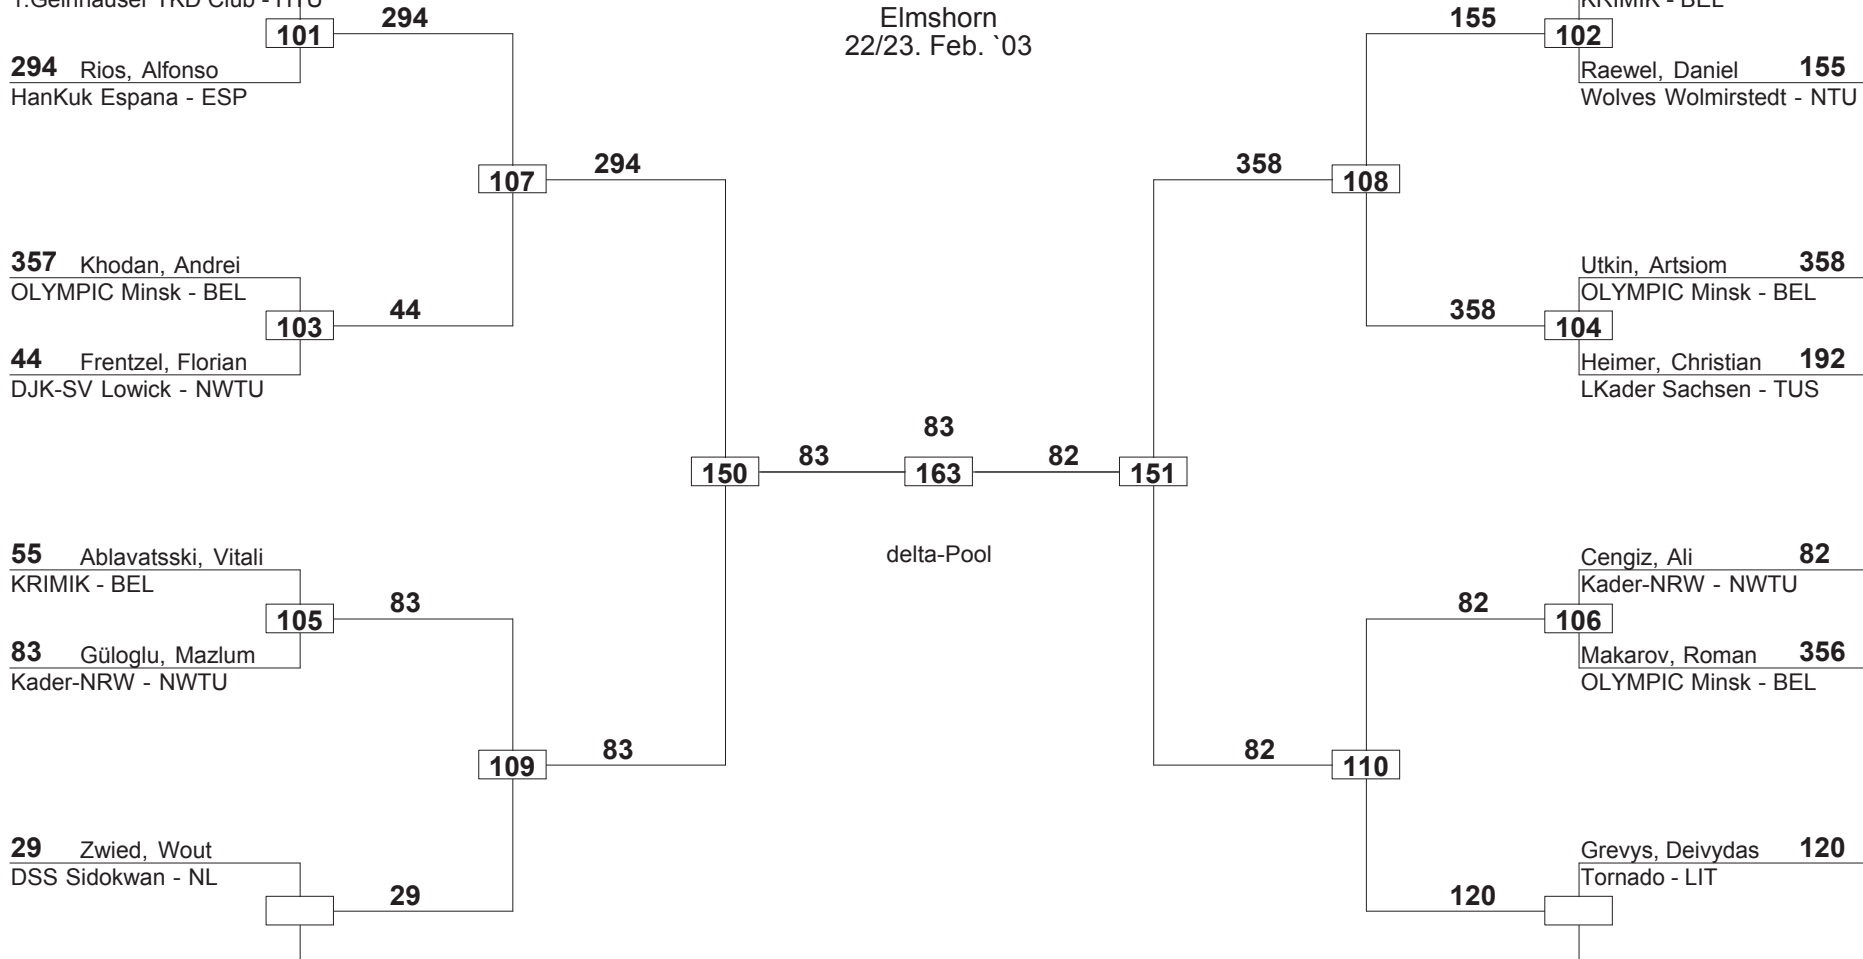 Elmshorn
22/23. Feb. `03
294
101
294 Rios, Alfonso
HanKuk Espana - ESP
107
294
357 Khodan, Andrei
OLYMPIC Minsk - BEL
103
44
44 Frentzel, Florian
DJK-SV Lowick - NWTU
150
83
83
163
82
151
delta-Pool
55 Ablavatsski, Vitali
KRIMIK - BEL
105
83
83 Güloglu, Mazlum
Kader-NRW - NWTU
109
83
29 Zwied, Wout
DSS Sidokwan - NL
29
KRIMIK - BEL
155
102
Raewel, Daniel 155
Wolves Wolmirstedt - NTU
358
108
Utkin, Artsiom 358
OLYMPIC Minsk - BEL
358
104
Heimer, Christian 192
LKader Sachsen - TUS
Cengiz, Ali 82
Kader-NRW - NWTU
82
106
Makarov, Roman 356
OLYMPIC Minsk - BEL
82
110
Grevys, Deivydas 120
Tornado - LIT
120